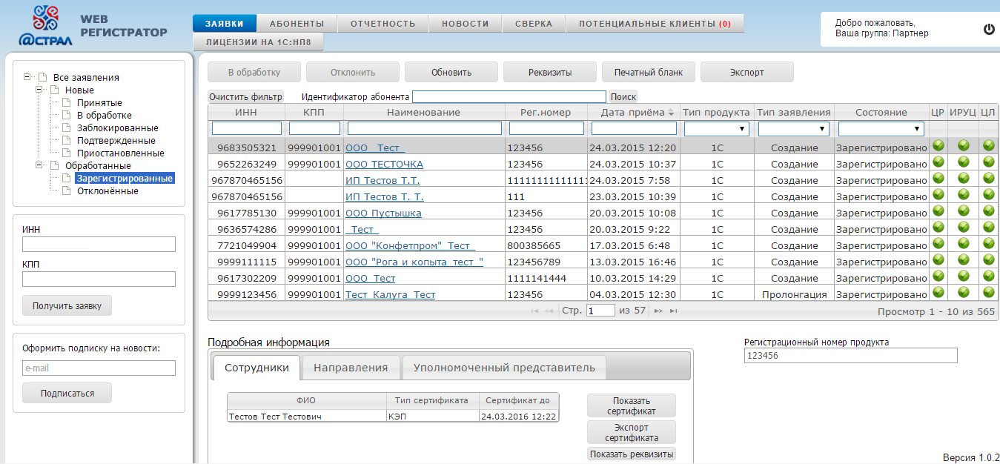 WEB
РЕГИСТРАТОР
@СТРАЛ
ЗАЯВКИ АБОНЕНТЫ ОТЧЕТНОСТЬ НОВОСТИ СВЕРКА ПОТЕНЦИАЛЬНЫЕ КЛИЕНТЫ (0)
ЛИЦЕНЗИИ НА 1С:НП8
Добро пожаловать,
Ваша группа: Партнер
Все заявления
Новые
Принятые
В обработке
Заблокированные
Подтвержденные
Приостановленные
Обработанные
Зарегистрированные
Отклонённые
ИНН
КПП
Получить заявку
Оформить подписку на новости:
e-mail
Подписаться
В обработку Отклонить Обновить Реквизиты Печатный бланк Экспорт
Очистить фильтр Идентификатор абонента Поиск
ИНН КПП Наименование Рег.номер Дата приёма Тип продукта Тип заявления Состояние ЦР ИРУЦ ЦЛ
9683505321 999901001 ООО _Тест_ 123456 24.03.2015 12:20 1С Создание Зарегистрировано
9652263249 999901001 ООО ТЕСТОЧКА 123456 24.03.2015 10:37 1С Создание Зарегистрировано
967870465156 ИП Тестов Т.Т. 11111111111111 24.03.2015 7:58 1С Создание Зарегистрировано
967870465156 ИП Тестов Т. Т. 111 23.03.2015 10:39 1С Создание Зарегистрировано
9617785130 999901001 ООО Пустышка 123456 20.03.2015 10:08 1С Создание Зарегистрировано
9636574286 999901001 _Тест_ 123456 20.03.2015 9:22 1С Создание Зарегистрировано
7721049904 999901001 ООО "Конфетпром"_Тест_ 800385665 17.03.2015 6:48 1С Создание Зарегистрировано
9999111115 999901001 ООО "Рога и копыта_тест_" 123456789 13.03.2015 16:46 1С Создание Зарегистрировано
9617302209 999901001 ООО_Тест 1111141444 10.03.2015 14:29 1С Создание Зарегистрировано
9999123456 999901001 Тест_Калуга_Тест 123456 04.03.2015 12:30 1С Пролонгация Зарегистрировано
Стр. 1 из 57 Просмотр 1 - 10 из 565
Подробная информация
Сотрудники Направления Уполномоченный представитель
ФИО Тип сертификата Сертификат до
Тестов Тест Тестович КЭП 24.03.2016 12:22
Показать
сертификат
Экспорт
сертификата
Показать реквизиты
Регистрационный номер продукта
123456
Версия 1.0.2